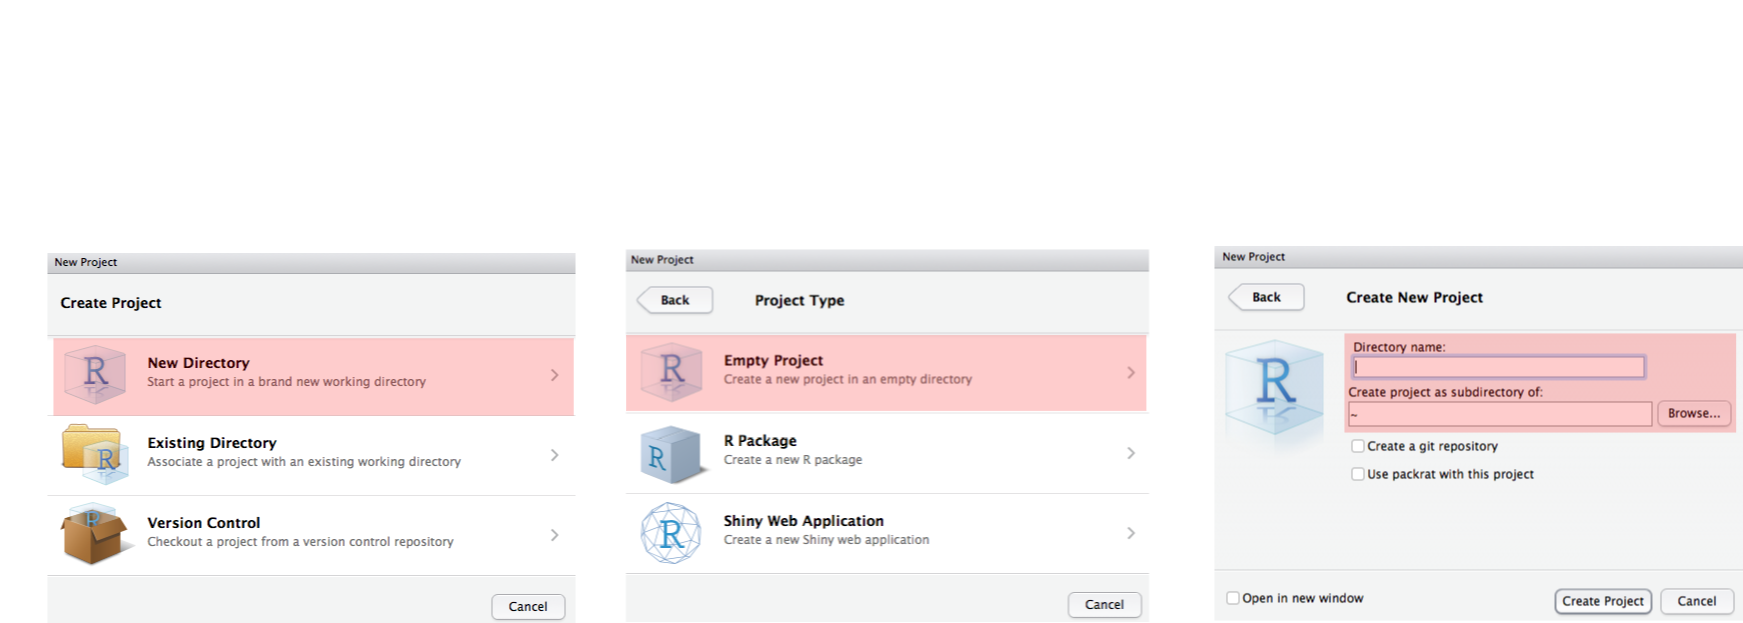 New Project
Create Project
New Directory
Start a project in a brand new working directory
Existing Directory
Associate a project with an existing working directory
Version Control
Checkout a project from a version control repository
Cancel
New Project
Back
Project Type
Empty Project
Create a new project in an empty directory
R Package
Create a new R package
Shiny Web Application
Create a new Shiny web application
Cancel
New Project
Back
Create New Project
Directory name:
Create project as subdirectory of:
~
Browse...
Create a git repository
Use packrat with this project
Open in new window
Create Project
Cancel
R
R
R
R
R
R
R